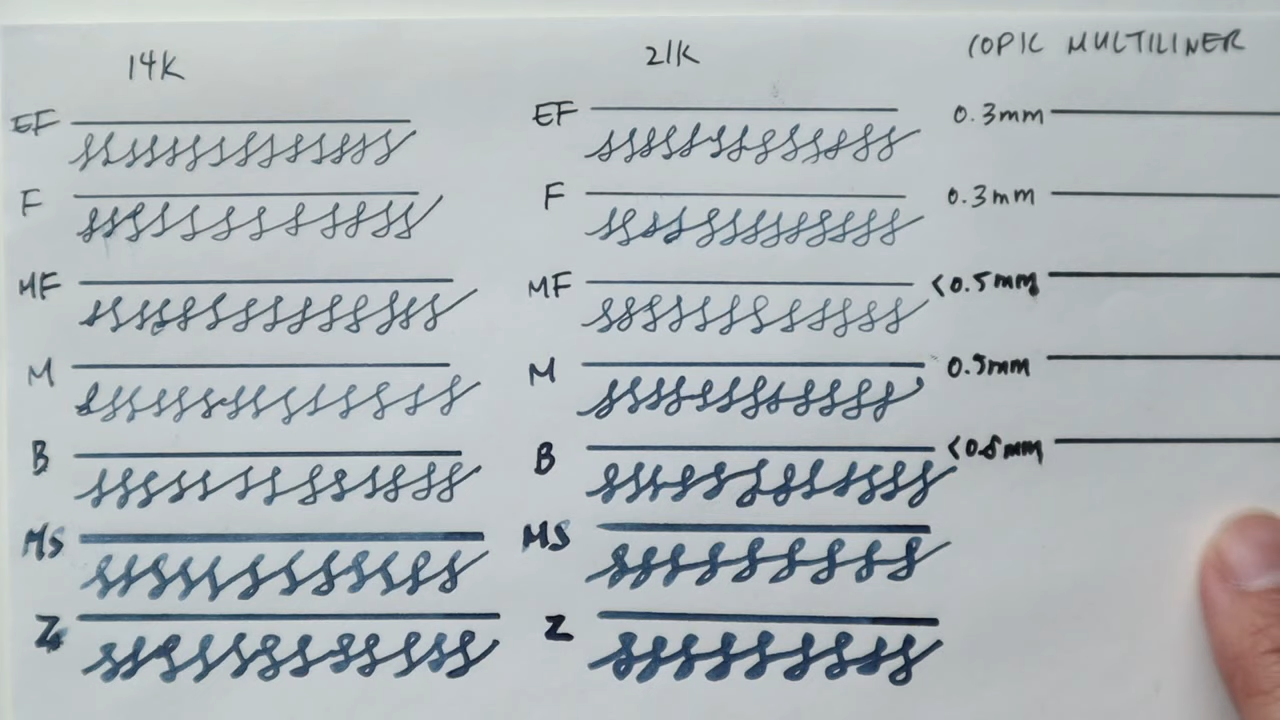 14K 21K COPIC MULTILINER
EF EF 0.3mm
F F 0.3mm
MF MF <0.5mm
M M 0.5mm
B B <0.8mm
MS MS
Z Z